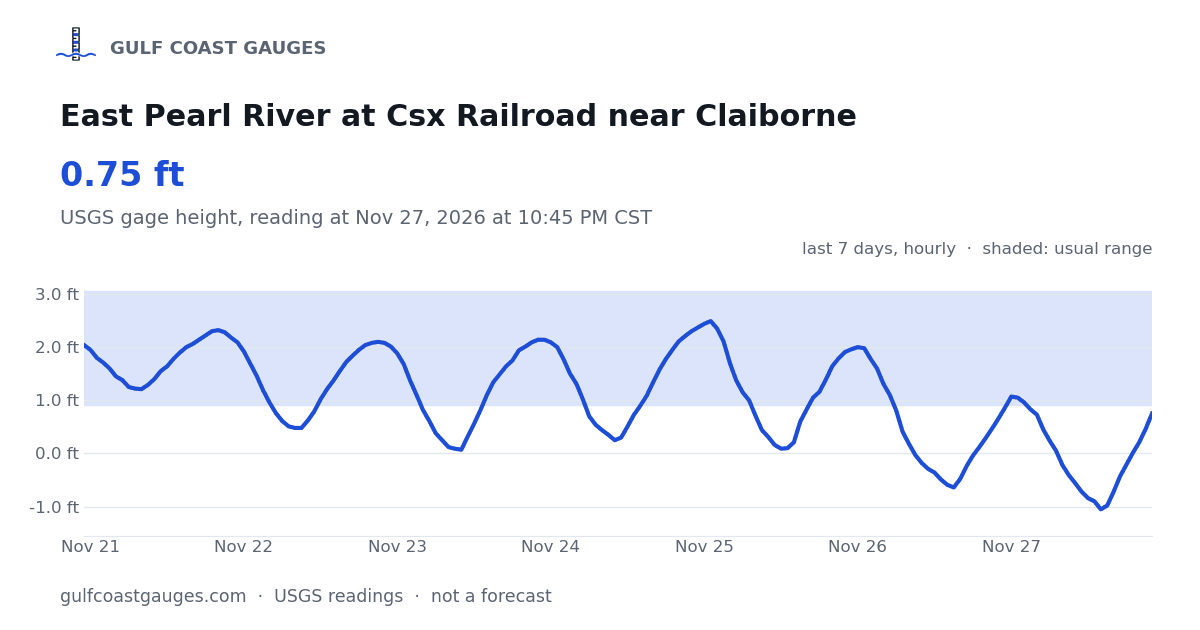 GULF COAST GAUGES
East Pearl River at Csx Railroad near Claiborne
0.75 ft
USGS gage height, reading at Nov 27, 2026 at 10:45 PM CST
last 7 days, hourly · shaded: usual range
3.0 ft
2.0 ft
1.0 ft
0.0 ft
-1.0 ft
Nov 21 Nov 22 Nov 23 Nov 24 Nov 25 Nov 26 Nov 27
gulfcoastgauges.com · USGS readings · not a forecast